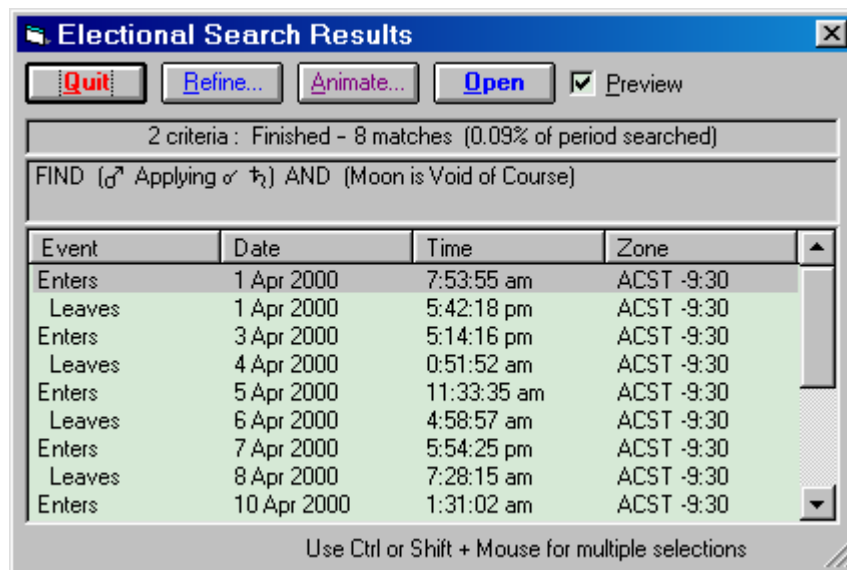 Electional Search Results
Quit Refine... Animate... Open Preview
2 criteria : Finished - 8 matches (0.09% of period searched)
FIND (♂ Applying ☌ ♄) AND (Moon is Void of Course)
Event Date Time Zone
Enters 1 Apr 2000 7:53:55 am ACST -9:30
Leaves 1 Apr 2000 5:42:18 pm ACST -9:30
Enters 3 Apr 2000 5:14:16 pm ACST -9:30
Leaves 4 Apr 2000 0:51:52 am ACST -9:30
Enters 5 Apr 2000 11:33:35 am ACST -9:30
Leaves 6 Apr 2000 4:58:57 am ACST -9:30
Enters 7 Apr 2000 5:54:25 pm ACST -9:30
Leaves 8 Apr 2000 7:28:15 am ACST -9:30
Enters 10 Apr 2000 1:31:02 am ACST -9:30
Use Ctrl or Shift + Mouse for multiple selections